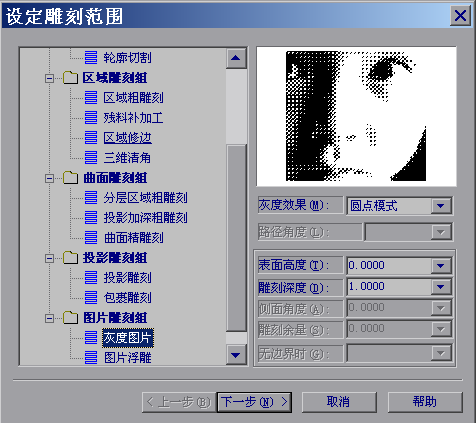 设定雕刻范围
轮廓切割
区域雕刻组
区域粗雕刻
残料补加工
区域修边
三维清角
曲面雕刻组
分层区域粗雕刻
投影加深粗雕刻
曲面精雕刻
投影雕刻组
投影雕刻
包裹雕刻
图片雕刻组
灰度图片
图片浮雕
灰度效果(M): 圆点模式
路径角度(L):
表面高度(T): 0.0000
雕刻深度(D): 1.0000
侧面角度(A): 0.0000
雕刻余量(S): 0.0000
无边界时(G):
< 上一步(B) 下一步(N) > 取消 帮助